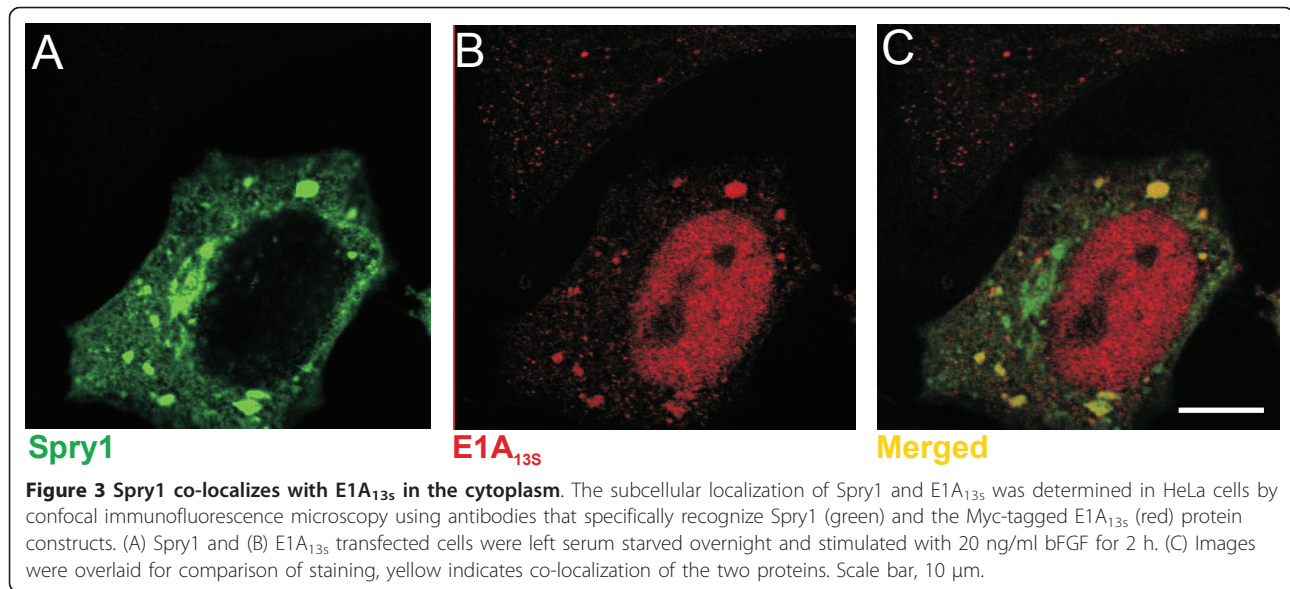 A B C
Spry1 E1A13S Merged
Figure 3 Spry1 co-localizes with E1A13s in the cytoplasm. The subcellular localization of Spry1 and E1A13s was determined in HeLa cells by
confocal immunofluorescence microscopy using antibodies that specifically recognize Spry1 (green) and the Myc-tagged E1A13s (red) protein
constructs. (A) Spry1 and (B) E1A13s transfected cells were left serum starved overnight and stimulated with 20 ng/ml bFGF for 2 h. (C) Images
were overlaid for comparison of staining, yellow indicates co-localization of the two proteins. Scale bar, 10 μm.